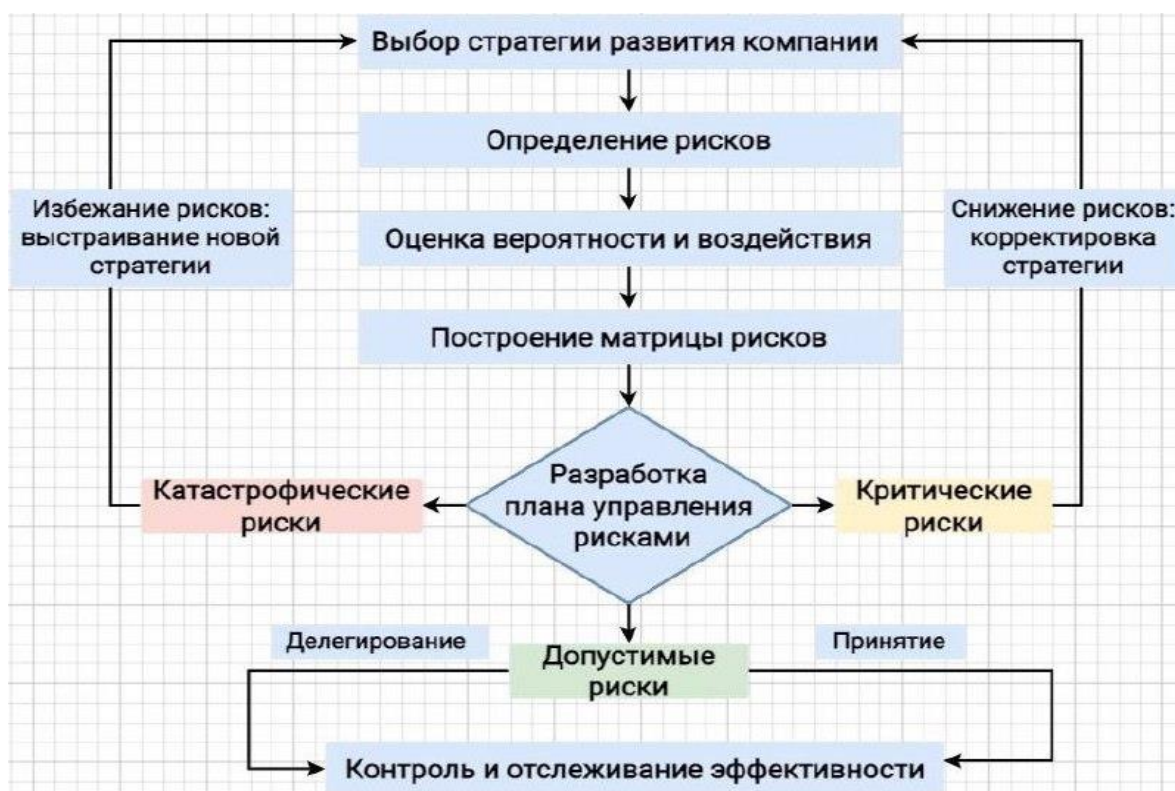 Выбор стратегии развития компании
Определение рисков
Избежание рисков:
выстраивание новой
стратегии
Оценка вероятности и воздействия
Снижение рисков:
корректировка
стратегии
Построение матрицы рисков
Катастрофические
риски
Разработка
плана управления
рисками
Критические
риски
Делегирование
Допустимые
риски
Принятие
Контроль и отслеживание эффективности